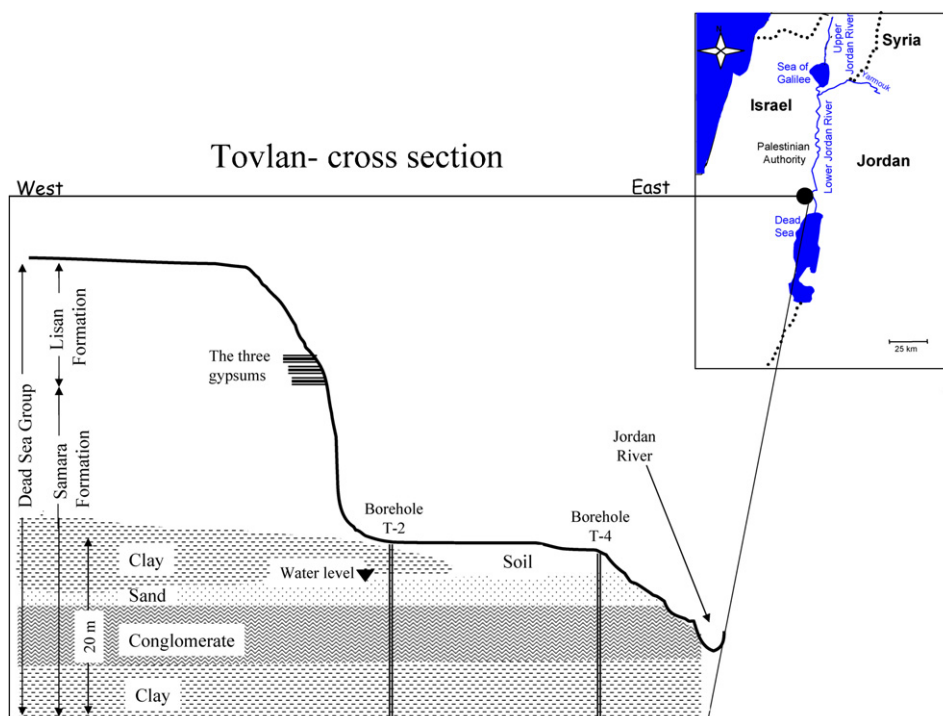 Syria
Upper
Jordan River
Sea of
Galilee
Yarmouk
Israel
Palestinian
Authority
Lower Jordan River
Jordan
Dead
Sea
25 km
Tovlan- cross section
West
East
Dead Sea Group
Lisan
Formation
Samara
Formation
The three
gypsums
Jordan
River
Borehole
T-2
Borehole
T-4
Clay
Water level
Soil
Sand
20 m
Conglomerate
Clay